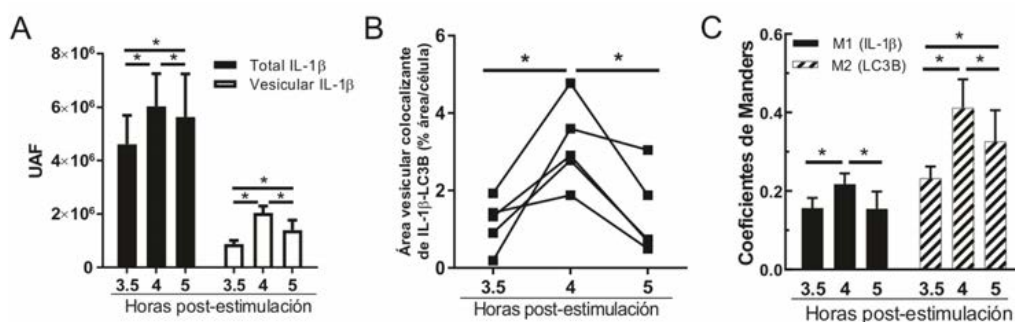 A
UAF
8×10⁶
6×10⁶
4×10⁶
2×10⁶
0
* * *
Total IL-1β
Vesicular IL-1β
* * *
3.5 4 5 3.5 4 5
Horas post-estimulación
B
Área vesicular colocalizante
de IL-1β-LC3B (% área/célula)
6
4
2
0
* *
3.5 4 5
Horas post-estimulación
C
Coeficientes de Manders
0.6
0.4
0.2
0.0
M1 (IL-1β)
M2 (LC3B)
* *
* * *
3.5 4 5 3.5 4 5
Horas post-estimulación